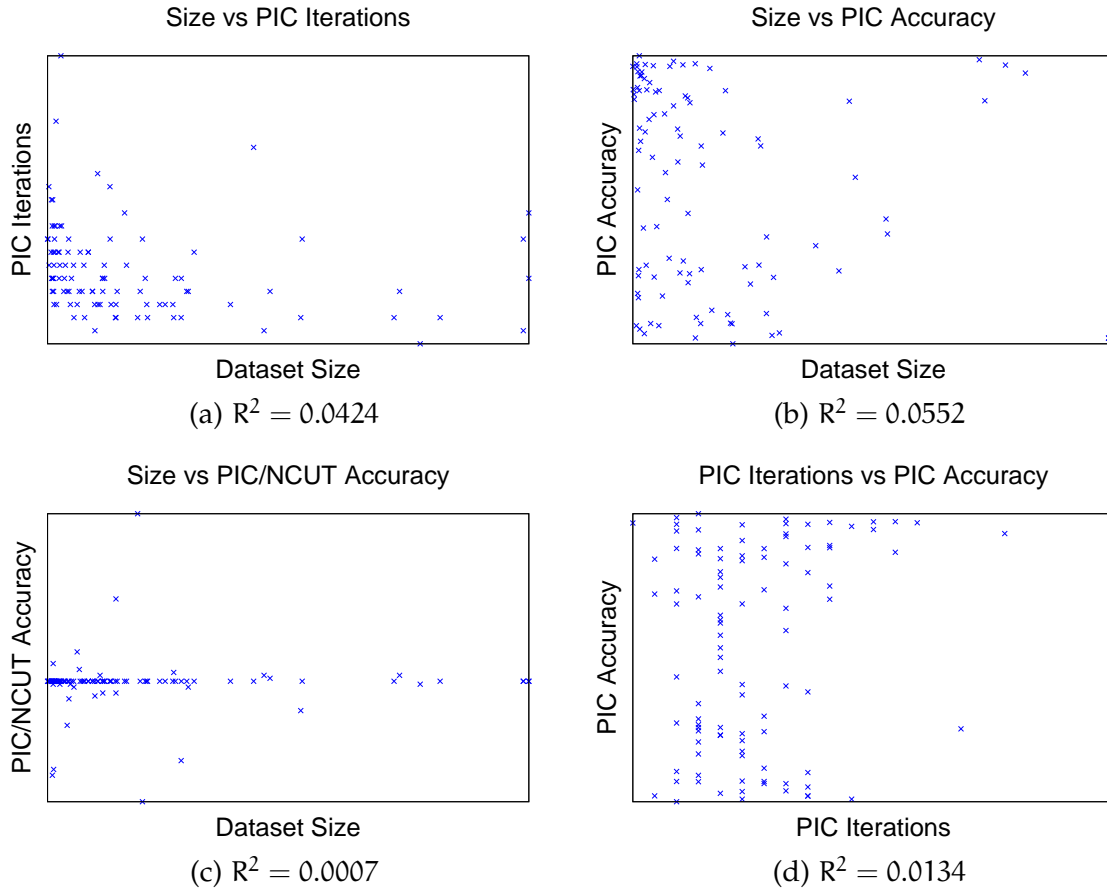 Size vs PIC Iterations
PIC Iterations
Dataset Size
(a) R² = 0.0424
Size vs PIC Accuracy
PIC Accuracy
Dataset Size
(b) R² = 0.0552
Size vs PIC/NCUT Accuracy
PIC/NCUT Accuracy
Dataset Size
(c) R² = 0.0007
PIC Iterations vs PIC Accuracy
PIC Accuracy
PIC Iterations
(d) R² = 0.0134